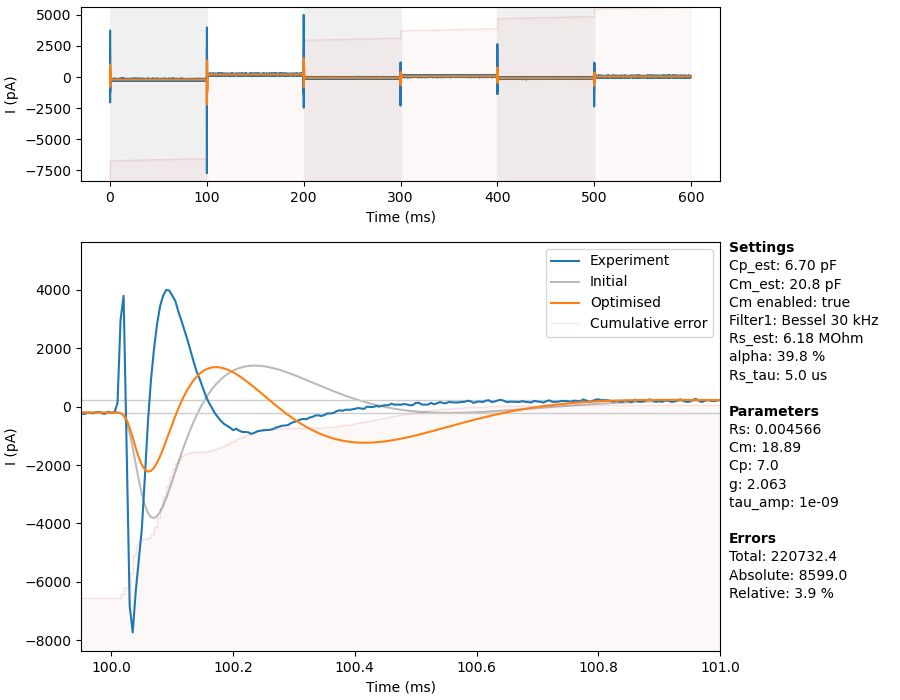 5000
2500
0
−2500
−5000
−7500
I (pA)
0 100 200 300 400 500 600
Time (ms)
4000
2000
0
−2000
−4000
−6000
−8000
I (pA)
100.0 100.2 100.4 100.6 100.8 101.0
Time (ms)
Experiment
Initial
Optimised
Cumulative error
Settings
Cp_est: 6.70 pF
Cm_est: 20.8 pF
Cm enabled: true
Filter1: Bessel 30 kHz
Rs_est: 6.18 MOhm
alpha: 39.8 %
Rs_tau: 5.0 us
Parameters
Rs: 0.004566
Cm: 18.89
Cp: 7.0
g: 2.063
tau_amp: 1e-09
Errors
Total: 220732.4
Absolute: 8599.0
Relative: 3.9 %